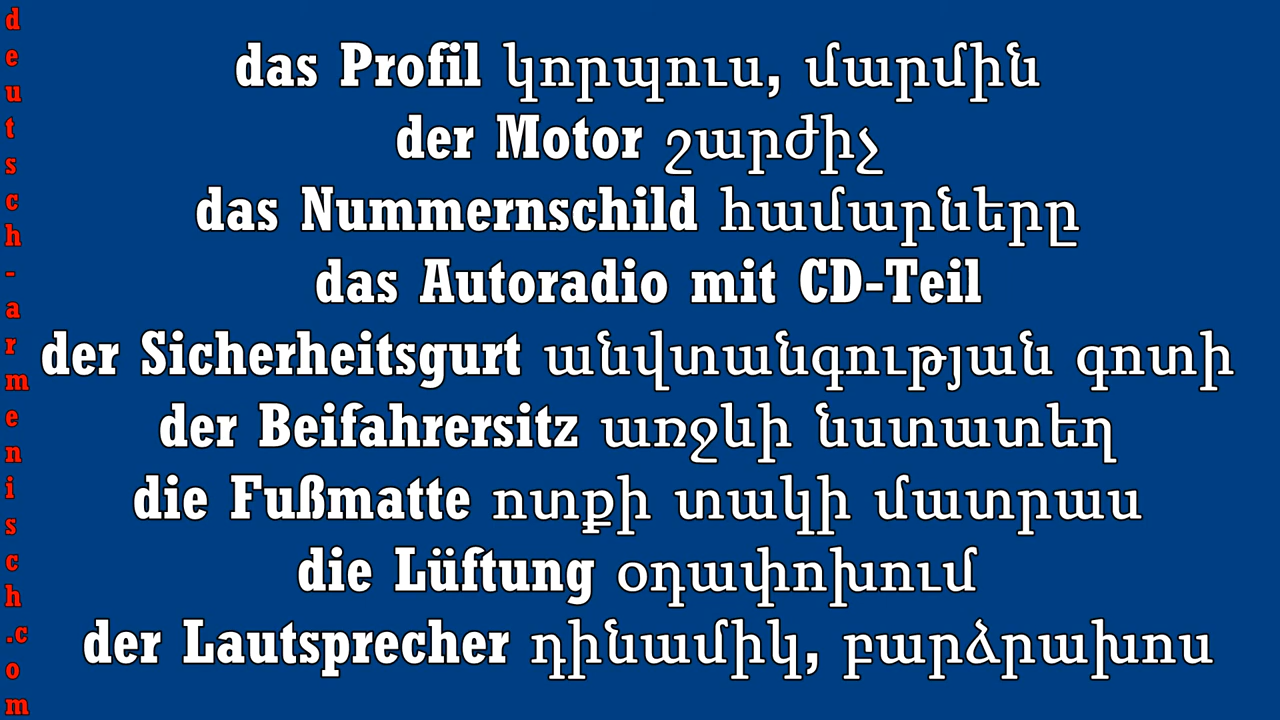 das Profil կորպուս, մարմին
der Motor շարժիչ
das Nummernschild համարները
das Autoradio mit CD-Teil
der Sicherheitsgurt անվտանգության գոտի
der Beifahrersitz առջևի նստատեղ
die Fußmatte ոտքի տակի մատրաս
die Lüftung օդափոխում
der Lautsprecher դինամիկ, բարձրախոս
deutsch-armenisch.com